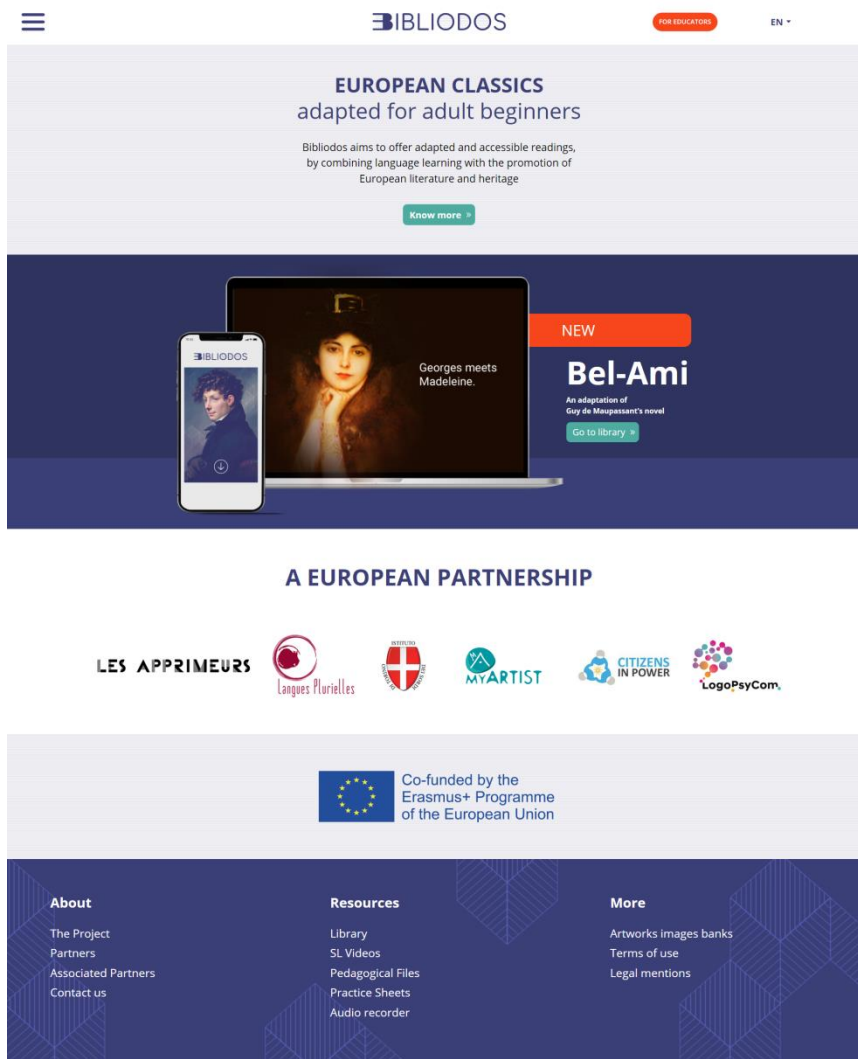 BIBLIODOS
FOR EDUCATORS
EN
EUROPEAN CLASSICS
adapted for adult beginners
Bibliodos aims to offer adapted and accessible readings,
by combining language learning with the promotion of
European literature and heritage
Know more »
BIBLIODOS
Georges meets
Madeleine.
NEW
Bel-Ami
An adaptation of
Guy de Maupassant's novel
Go to library »
A EUROPEAN PARTNERSHIP
LES APPRIMEURS
Langues Plurielles
ISTITUTO
MYARTIST
CITIZENS
IN POWER
LogoPsyCom
Co-funded by the
Erasmus+ Programme
of the European Union
About
The Project
Partners
Associated Partners
Contact us
Resources
Library
SL Videos
Pedagogical Files
Practice Sheets
Audio recorder
More
Artworks images banks
Terms of use
Legal mentions